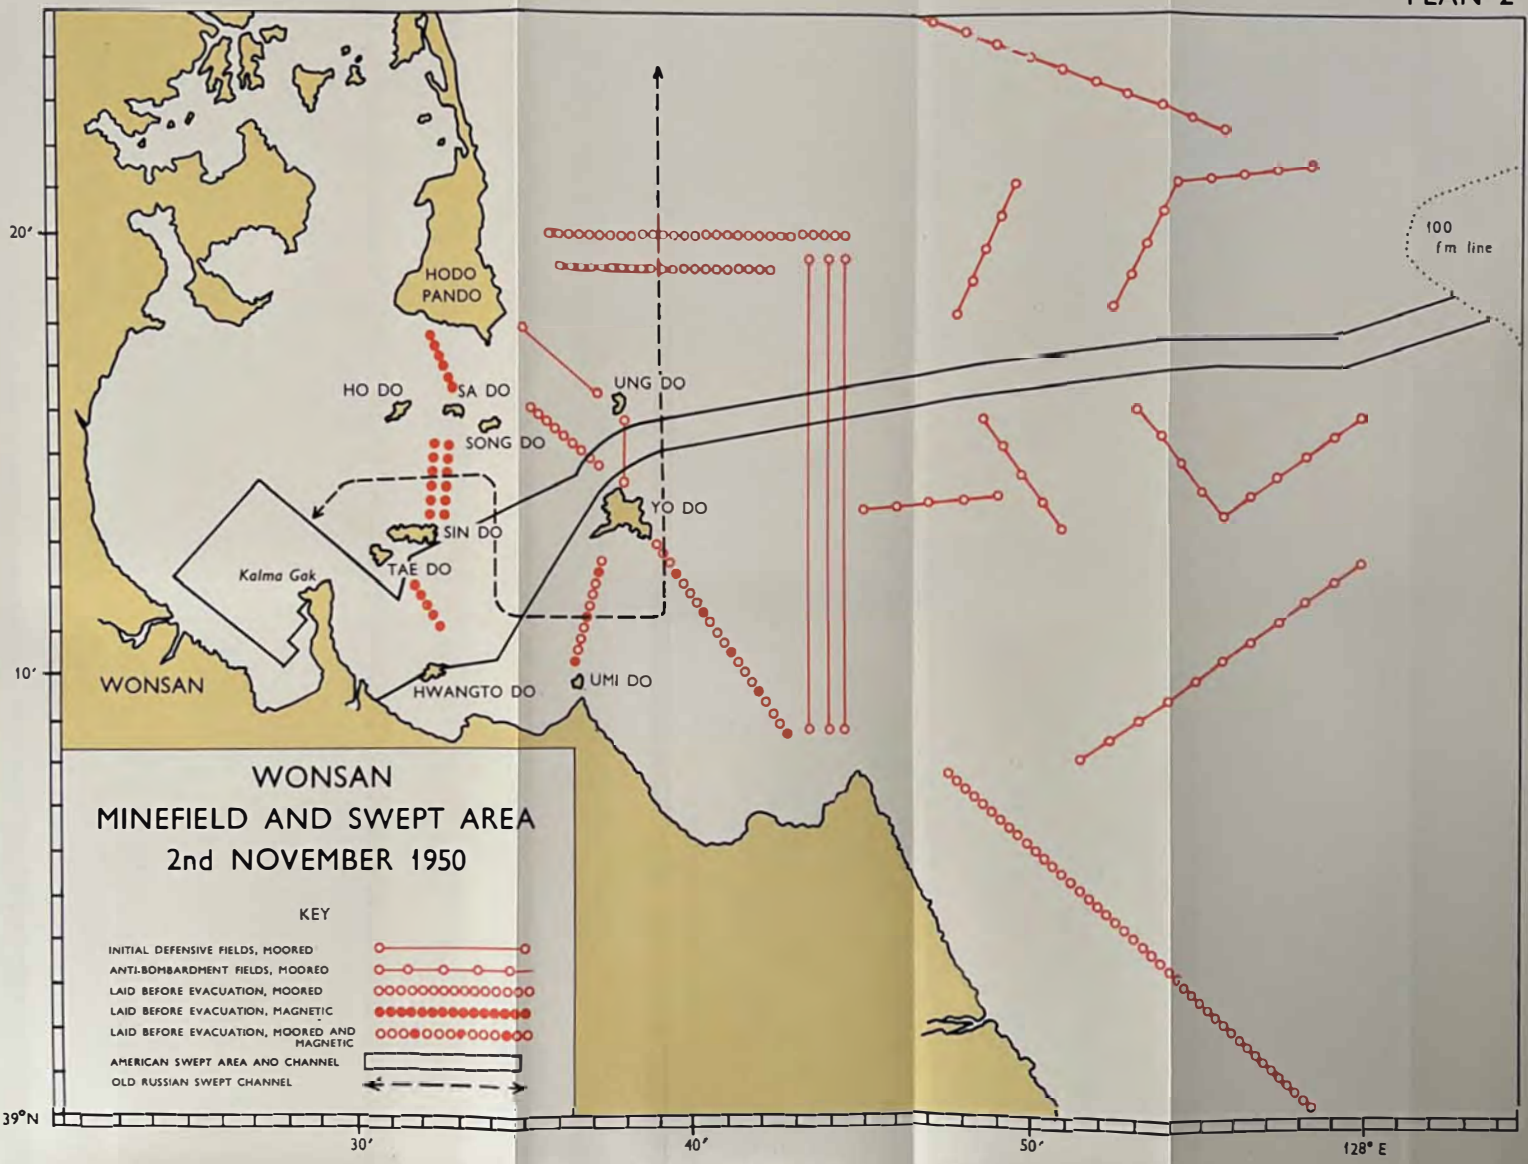 PLAN 2
20'
HODO
PANDO
100
fm line
HO DO
SA DO
UNG DO
SONG DO
YO DO
SIN DO
TAE DO
Kalma Gak
10'
WONSAN
HWANGTO DO
UMI DO
WONSAN
MINEFIELD AND SWEPT AREA
2nd NOVEMBER 1950
KEY
INITIAL DEFENSIVE FIELDS, MOORED
ANTI-BOMBARDMENT FIELDS, MOORED
LAID BEFORE EVACUATION, MOORED
LAID BEFORE EVACUATION, MAGNETIC
LAID BEFORE EVACUATION, MOORED AND
MAGNETIC
AMERICAN SWEPT AREA AND CHANNEL
OLD RUSSIAN SWEPT CHANNEL
39°N
30'
40'
50'
128° E